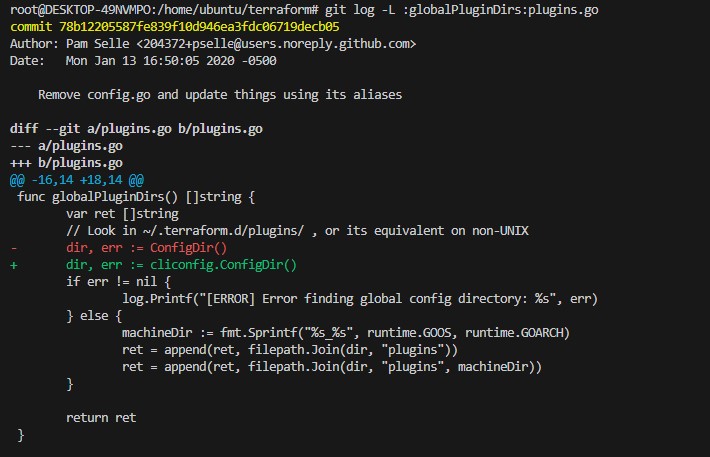 root@DESKTOP-49NVMPO:/home/ubuntu/terraform# git log -L :globalPluginDirs:plugins.go
commit 78b12205587fe839f10d946ea3fdc06719decb05
Author: Pam Selle <204372+pselle@users.noreply.github.com>
Date:   Mon Jan 13 16:50:05 2020 -0500

    Remove config.go and update things using its aliases

diff --git a/plugins.go b/plugins.go
--- a/plugins.go
+++ b/plugins.go
@@ -16,14 +18,14 @@
 func globalPluginDirs() []string {
        var ret []string
        // Look in ~/.terraform.d/plugins/ , or its equivalent on non-UNIX
-       dir, err := ConfigDir()
+       dir, err := cliconfig.ConfigDir()
        if err != nil {
                log.Printf("[ERROR] Error finding global config directory: %s", err)
        } else {
                machineDir := fmt.Sprintf("%s_%s", runtime.GOOS, runtime.GOARCH)
                ret = append(ret, filepath.Join(dir, "plugins"))
                ret = append(ret, filepath.Join(dir, "plugins", machineDir))
        }

        return ret
 }